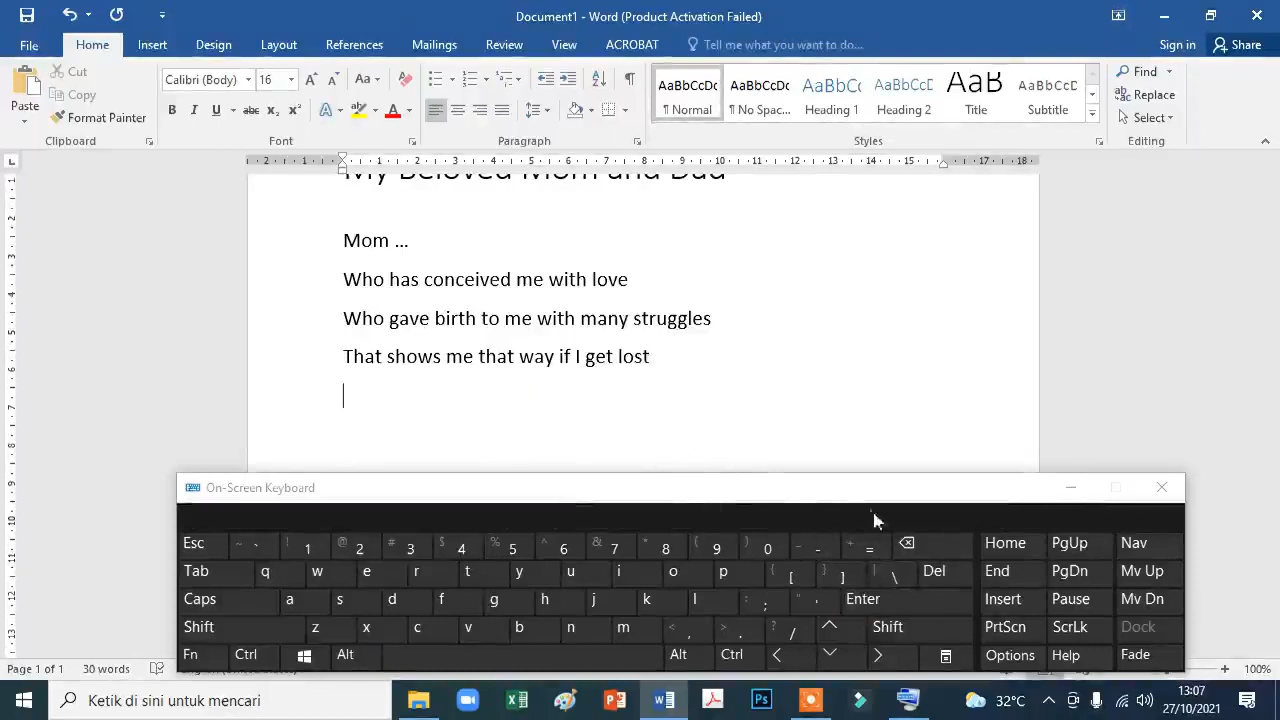 Document1 - Word (Product Activation Failed)
File Home Insert Design Layout References Mailings Review View ACROBAT Tell me what you want to do... Sign in Share
Paste
Cut
Copy
Format Painter
Clipboard
Calibri (Body) 16
Font
Paragraph
AaBbCcDc AaBbCcDc AaBbCc AaBbCcDc AaB AaBbCcDc
¶ Normal ¶ No Spac... Heading 1 Heading 2 Title Subtitle
Styles
Find
Replace
Select
Editing
My Beloved Mom and Dad
Mom ...
Who has conceived me with love
Who gave birth to me with many struggles
That shows me that way if I get lost
On-Screen Keyboard
Esc ~ ` ! 1 @ 2 # 3 $ 4 % 5 ^ 6 & 7 * 8 ( 9 ) 0 _ - + = Home PgUp Nav
Tab q w e r t y u i o p { [ } ] | \ Del End PgDn Mv Up
Caps a s d f g h j k l : ; " ' Enter Insert Pause Mv Dn
Shift z x c v b n m < , > . ? / Shift PrtScn ScrLk Dock
Fn Ctrl Alt Alt Ctrl Options Help Fade
Page 1 of 1 30 words 100%
Ketik di sini untuk mencari
32°C
13:07
27/10/2021